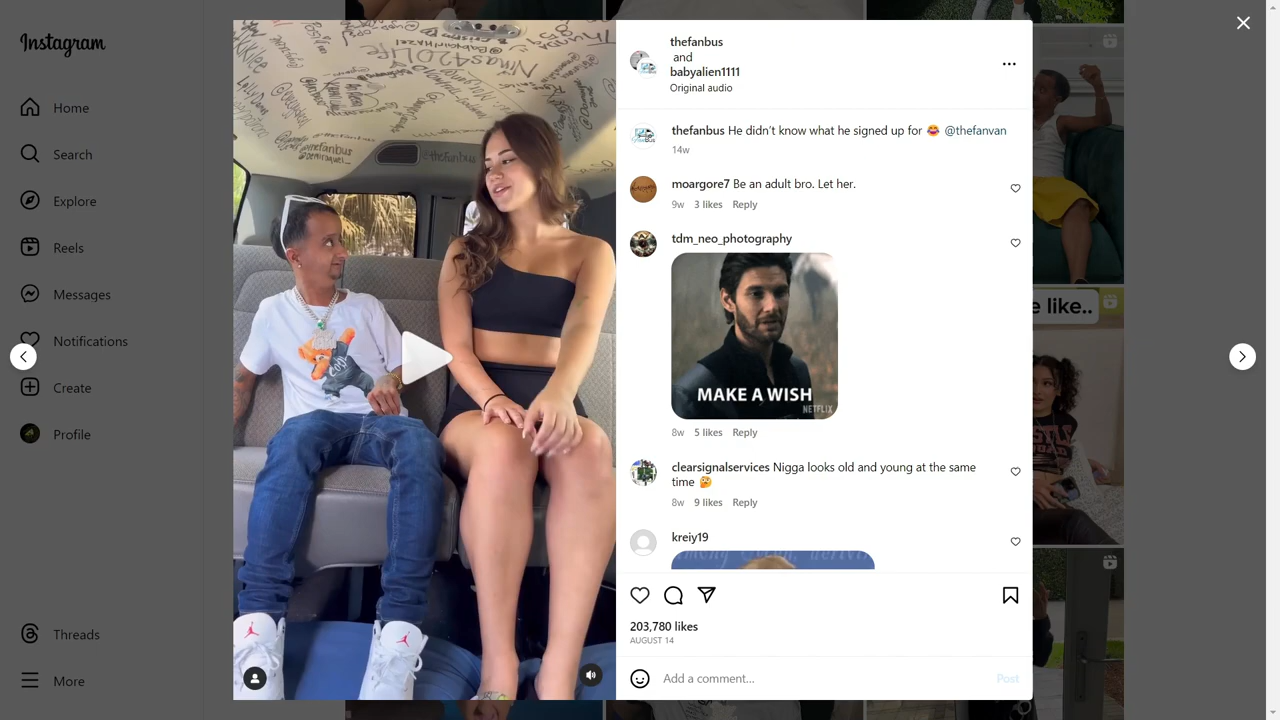 Instagram
Home
Search
Explore
Reels
Messages
Notifications
Create
Profile
Threads
More
NmasA2DLife
@BabigirlHazel
@thefanbus
thefanbus
and
babyalien1111
Original audio
thefanbus He didn't know what he signed up for 😂 @thefanvan
14w
moargore7 Be an adult bro. Let her.
9w 3 likes Reply
tdm_neo_photography
MAKE A WISH
NETFLIX
8w 5 likes Reply
clearsignalservices Nigga looks old and young at the same
time 🫠
8w 9 likes Reply
kreiy19
203,780 likes
AUGUST 14
Add a comment...
Post
e like..